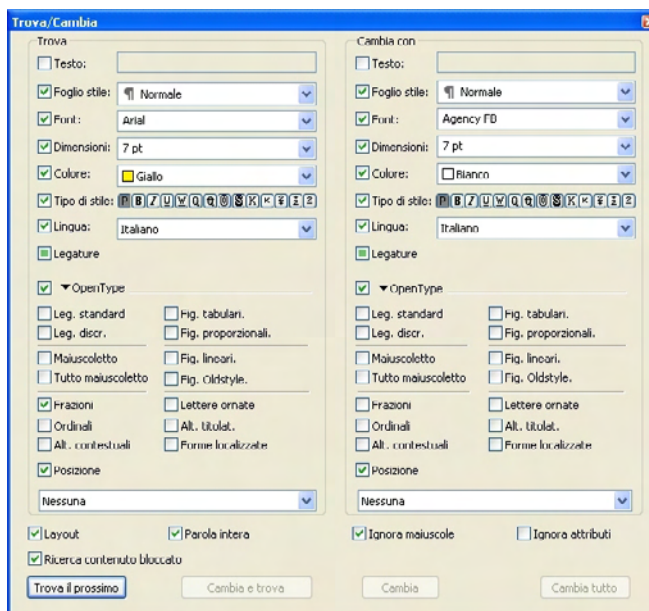 Trova/Cambia
Trova
Testo:
Foglio stile: ¶ Normale
Font: Arial
Dimensioni: 7 pt
Colore: Giallo
Tipo di stile: P B I U W Q
Lingua: Italiano
Legature
OpenType
Leg. standard Fig. tabulari.
Leg. discr. Fig. proporzionali.
Maiuscoletto Fig. lineari.
Tutto maiuscoletto Fig. Oldstyle.
Frazioni Lettere ornate
Ordinali Alt. titolat.
Alt. contestuali Forme localizzate
Posizione
Nessuna
Cambia con
Testo:
Foglio stile: ¶ Normale
Font: Agency FB
Dimensioni: 7 pt
Colore: Bianco
Tipo di stile: P B I U W Q
Lingua: Italiano
Legature
OpenType
Leg. standard Fig. tabulari.
Leg. discr. Fig. proporzionali.
Maiuscoletto Fig. lineari.
Tutto maiuscoletto Fig. Oldstyle.
Frazioni Lettere ornate
Ordinali Alt. titolat.
Alt. contestuali Forme localizzate
Posizione
Nessuna
Layout Parola intera Ignora maiuscole Ignora attributi
Ricerca contenuto bloccato
Trova il prossimo Cambia e trova Cambia Cambia tutto